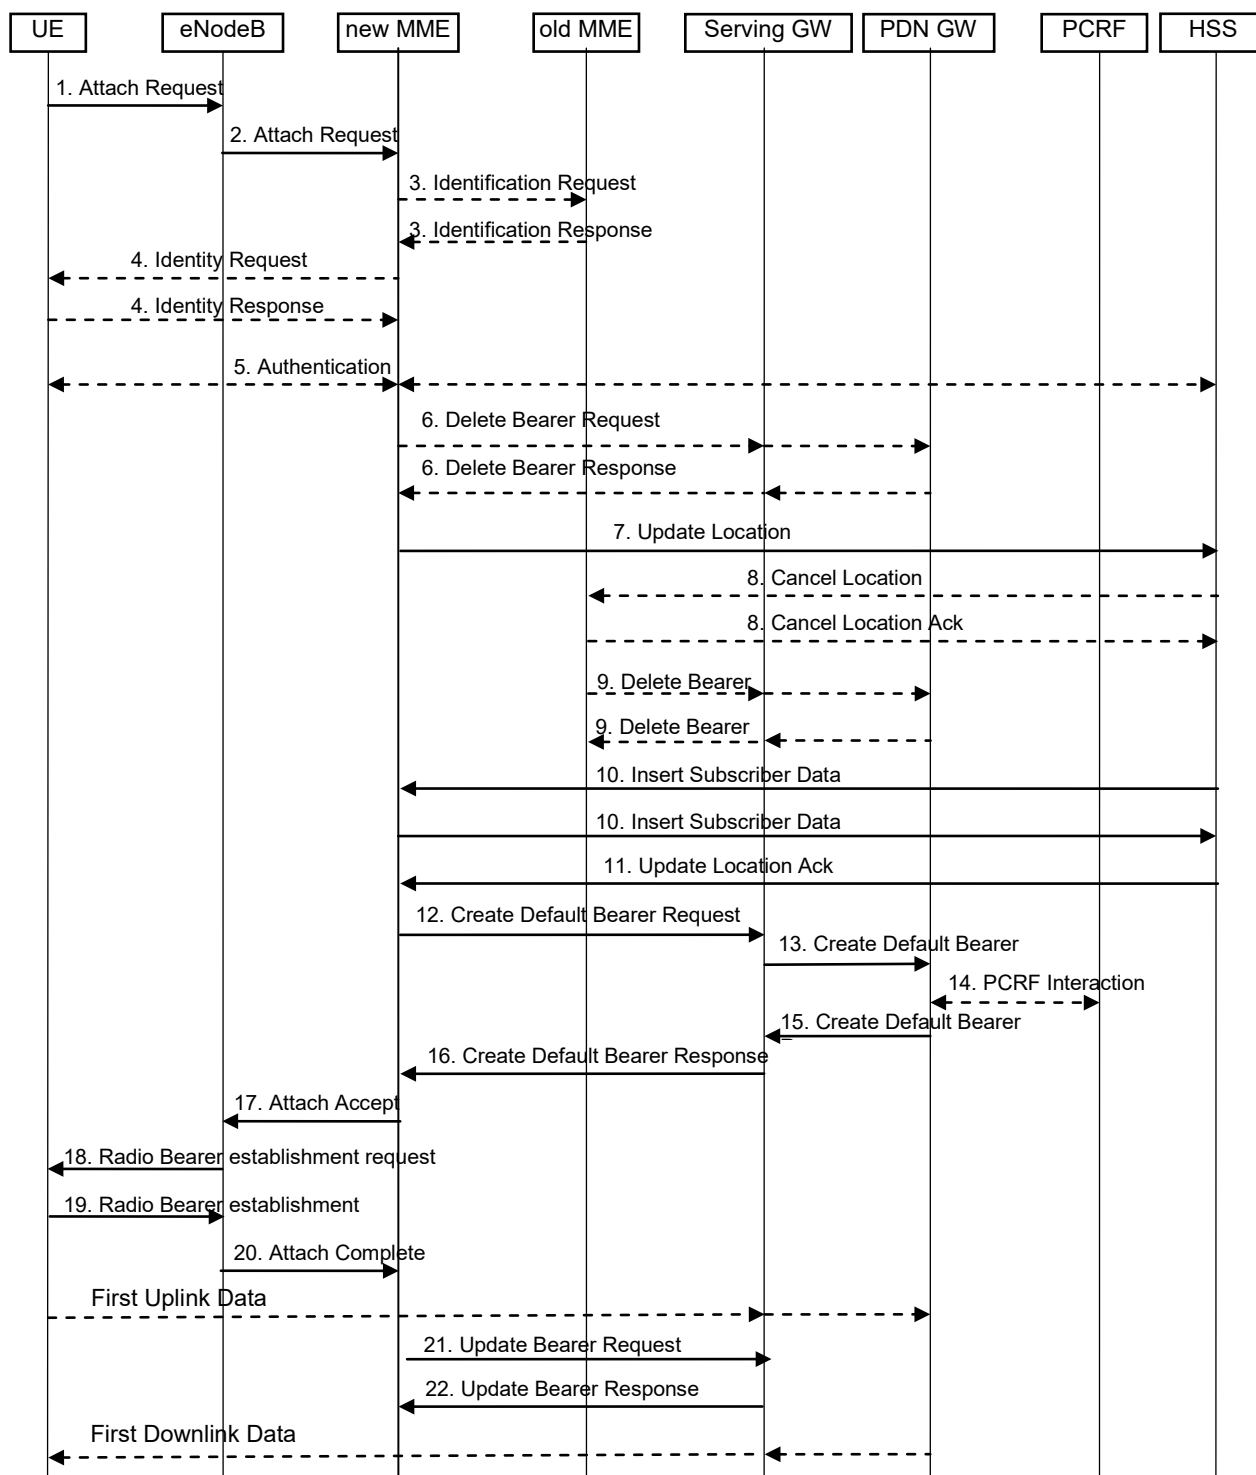 UE
eNodeB
new MME
old MME
Serving GW
PDN GW
PCRF
HSS
1. Attach Request
2. Attach Request
3. Identification Request
3. Identification Response
4. Identity Request
4. Identity Response
5. Authentication
6. Delete Bearer Request
6. Delete Bearer Response
7. Update Location
8. Cancel Location
8. Cancel Location Ack
9. Delete Bearer
9. Delete Bearer
10. Insert Subscriber Data
10. Insert Subscriber Data
11. Update Location Ack
12. Create Default Bearer Request
13. Create Default Bearer
14. PCRF Interaction
15. Create Default Bearer
16. Create Default Bearer Response
17. Attach Accept
18. Radio Bearer establishment request
19. Radio Bearer establishment
20. Attach Complete
First Uplink Data
21. Update Bearer Request
22. Update Bearer Response
First Downlink Data